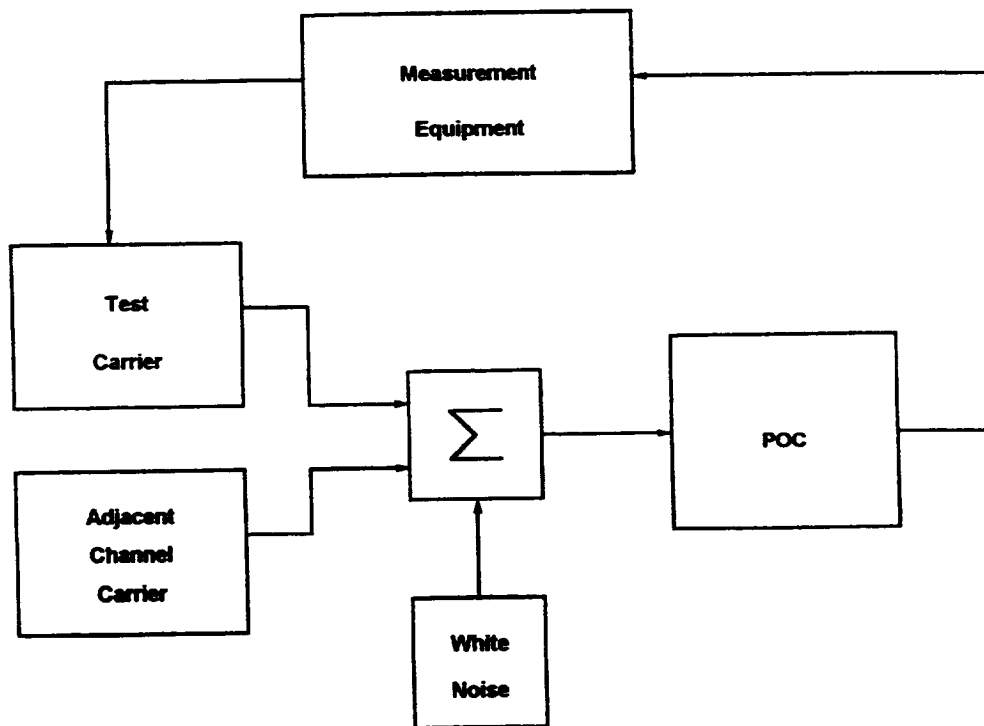 Measurement
Equipment
Test
Carrier
Σ
POC
Adjacent
Channel
Carrier
White
Noise